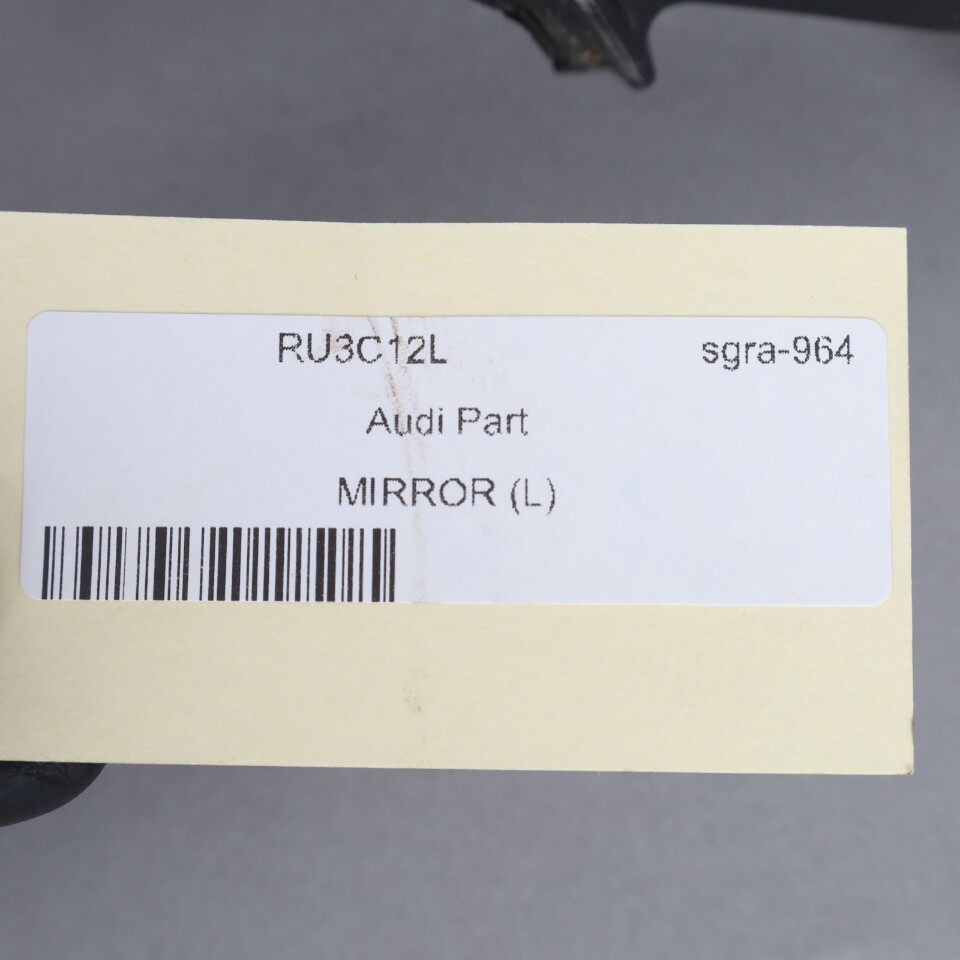 RU3C12L sgra-964
Audi Part
MIRROR (L)